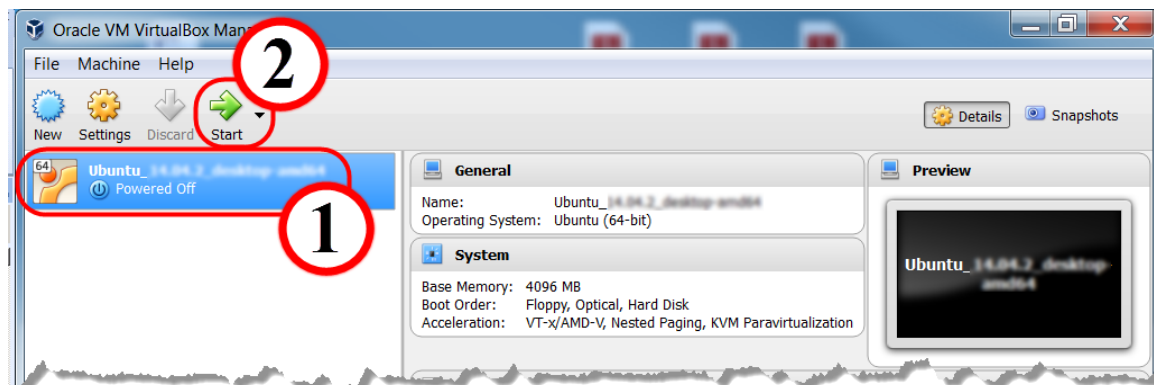 Oracle VM VirtualBox Man
File Machine Help
2
New Settings Discard Start
Details Snapshots
64
Ubuntu_
Powered Off
1
General
Name: Ubuntu_
Operating System: Ubuntu (64-bit)
System
Base Memory: 4096 MB
Boot Order: Floppy, Optical, Hard Disk
Acceleration: VT-x/AMD-V, Nested Paging, KVM Paravirtualization
Preview
Ubuntu_